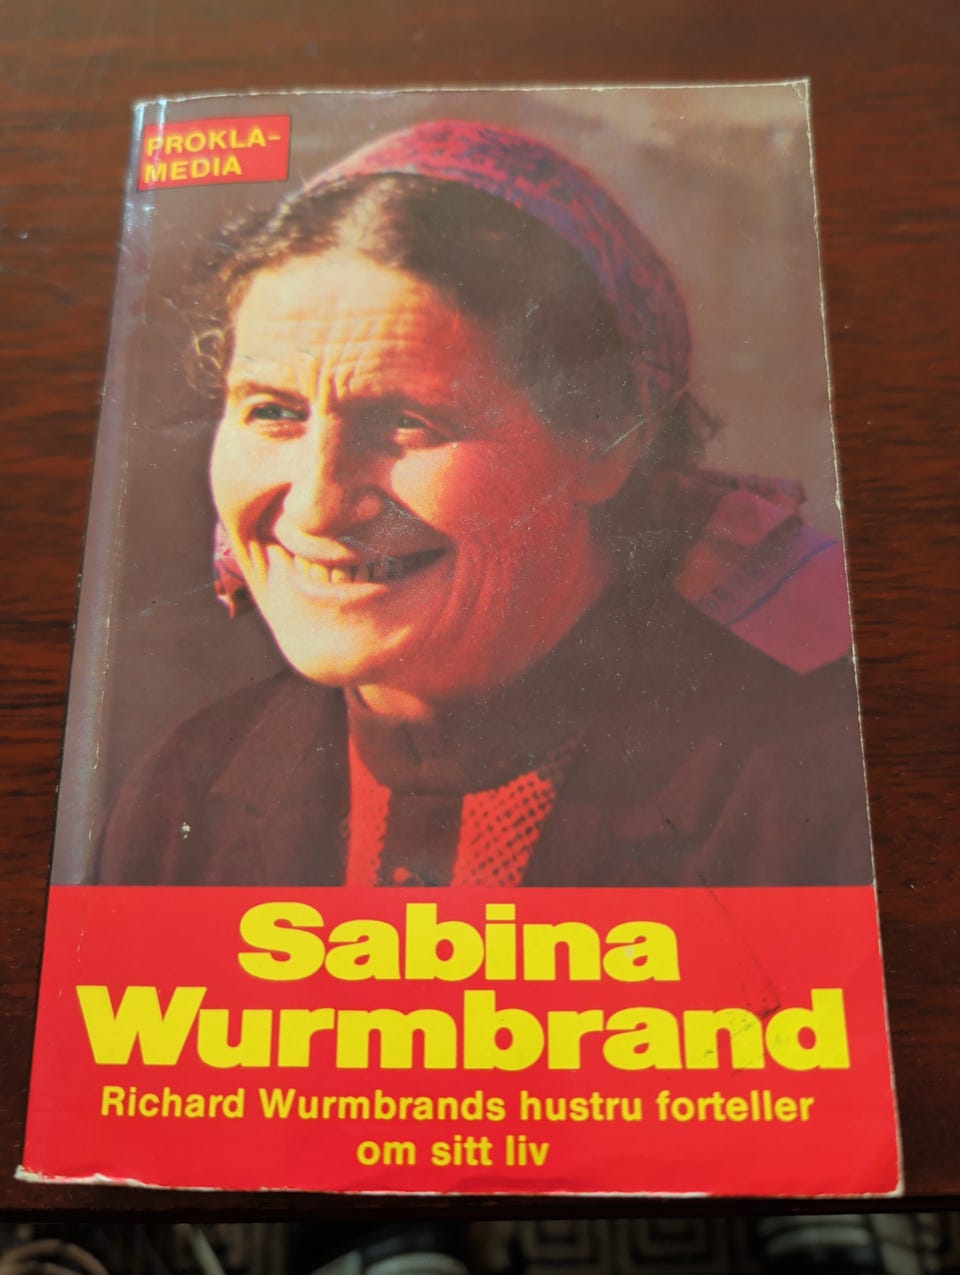 PROKLA-
MEDIA
Sabina
Wurmbrand
Richard Wurmbrands hustru forteller
om sitt liv